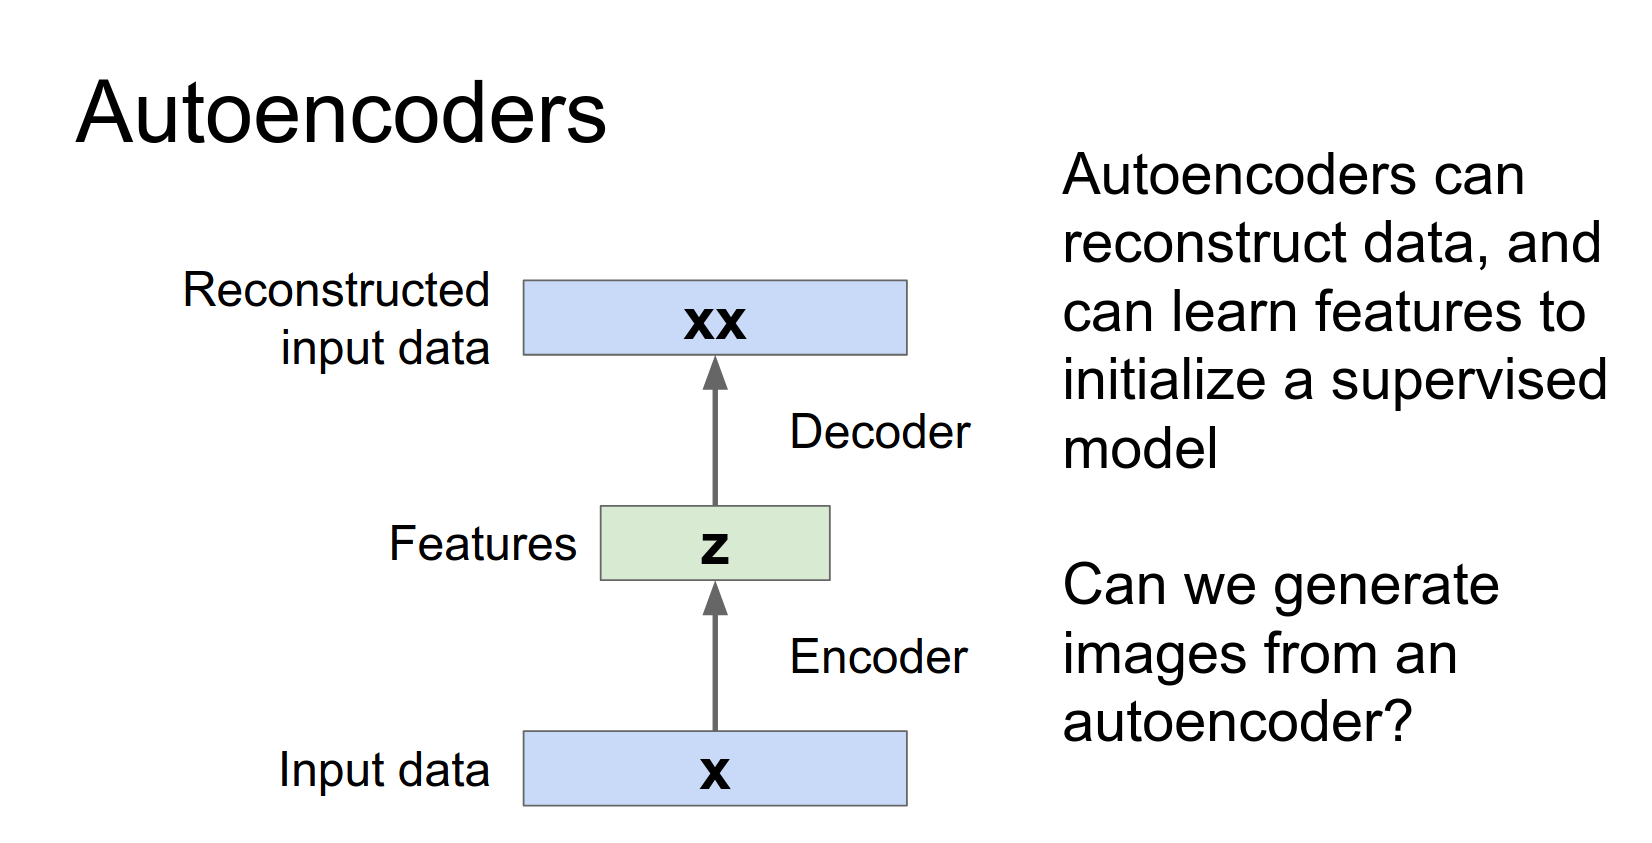 Autoencoders
Reconstructed
input data
xx
Decoder
Features
z
Encoder
Input data
x
Autoencoders can
reconstruct data, and
can learn features to
initialize a supervised
model
Can we generate
images from an
autoencoder?